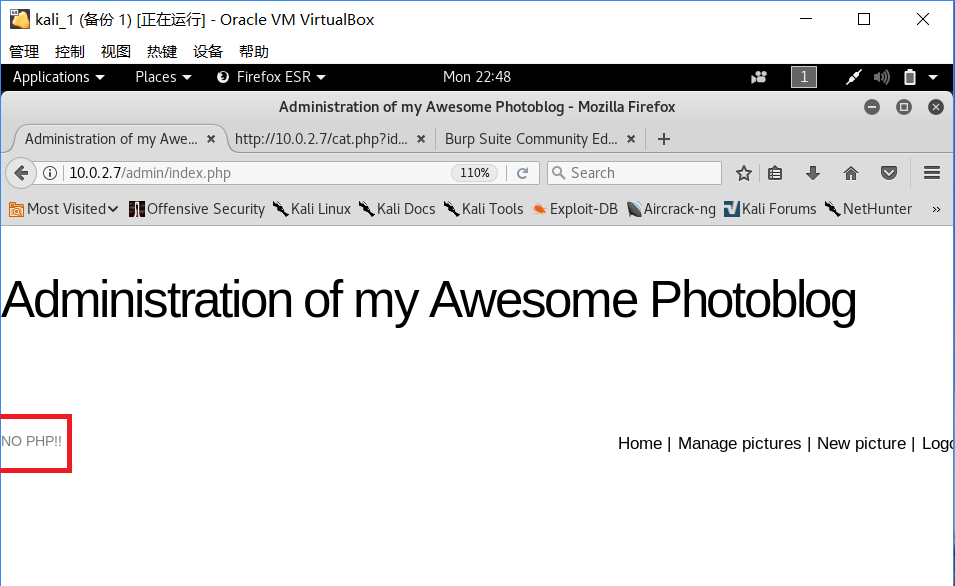 kali_1 (备份 1) [正在运行] - Oracle VM VirtualBox
管理 控制 视图 热键 设备 帮助
Applications Places Firefox ESR Mon 22:48 1
Administration of my Awesome Photoblog - Mozilla Firefox
Administration of my Awe... http://10.0.2.7/cat.php?id... Burp Suite Community Ed...
10.0.2.7/admin/index.php 110% Search
Most Visited Offensive Security Kali Linux Kali Docs Kali Tools Exploit-DB Aircrack-ng Kali Forums NetHunter »
Administration of my Awesome Photoblog
NO PHP!! Home | Manage pictures | New picture | Logo